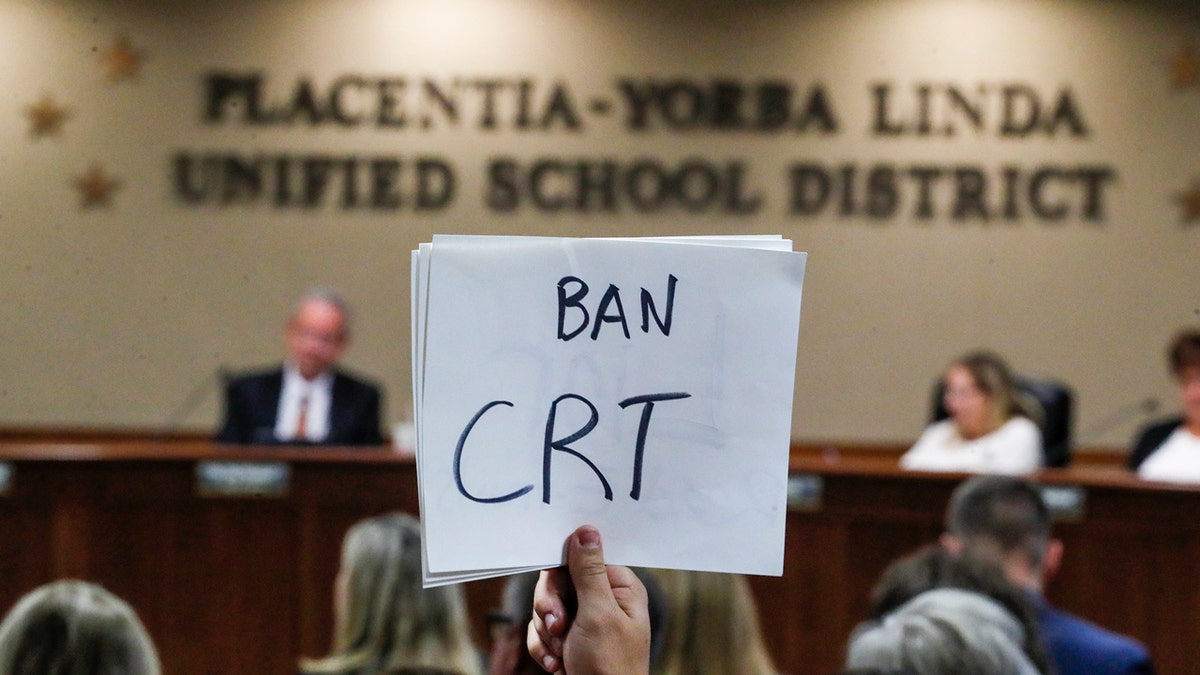 PLACENTIA-YORBA LINDA
UNIFIED SCHOOL DISTRICT
BAN
CRT